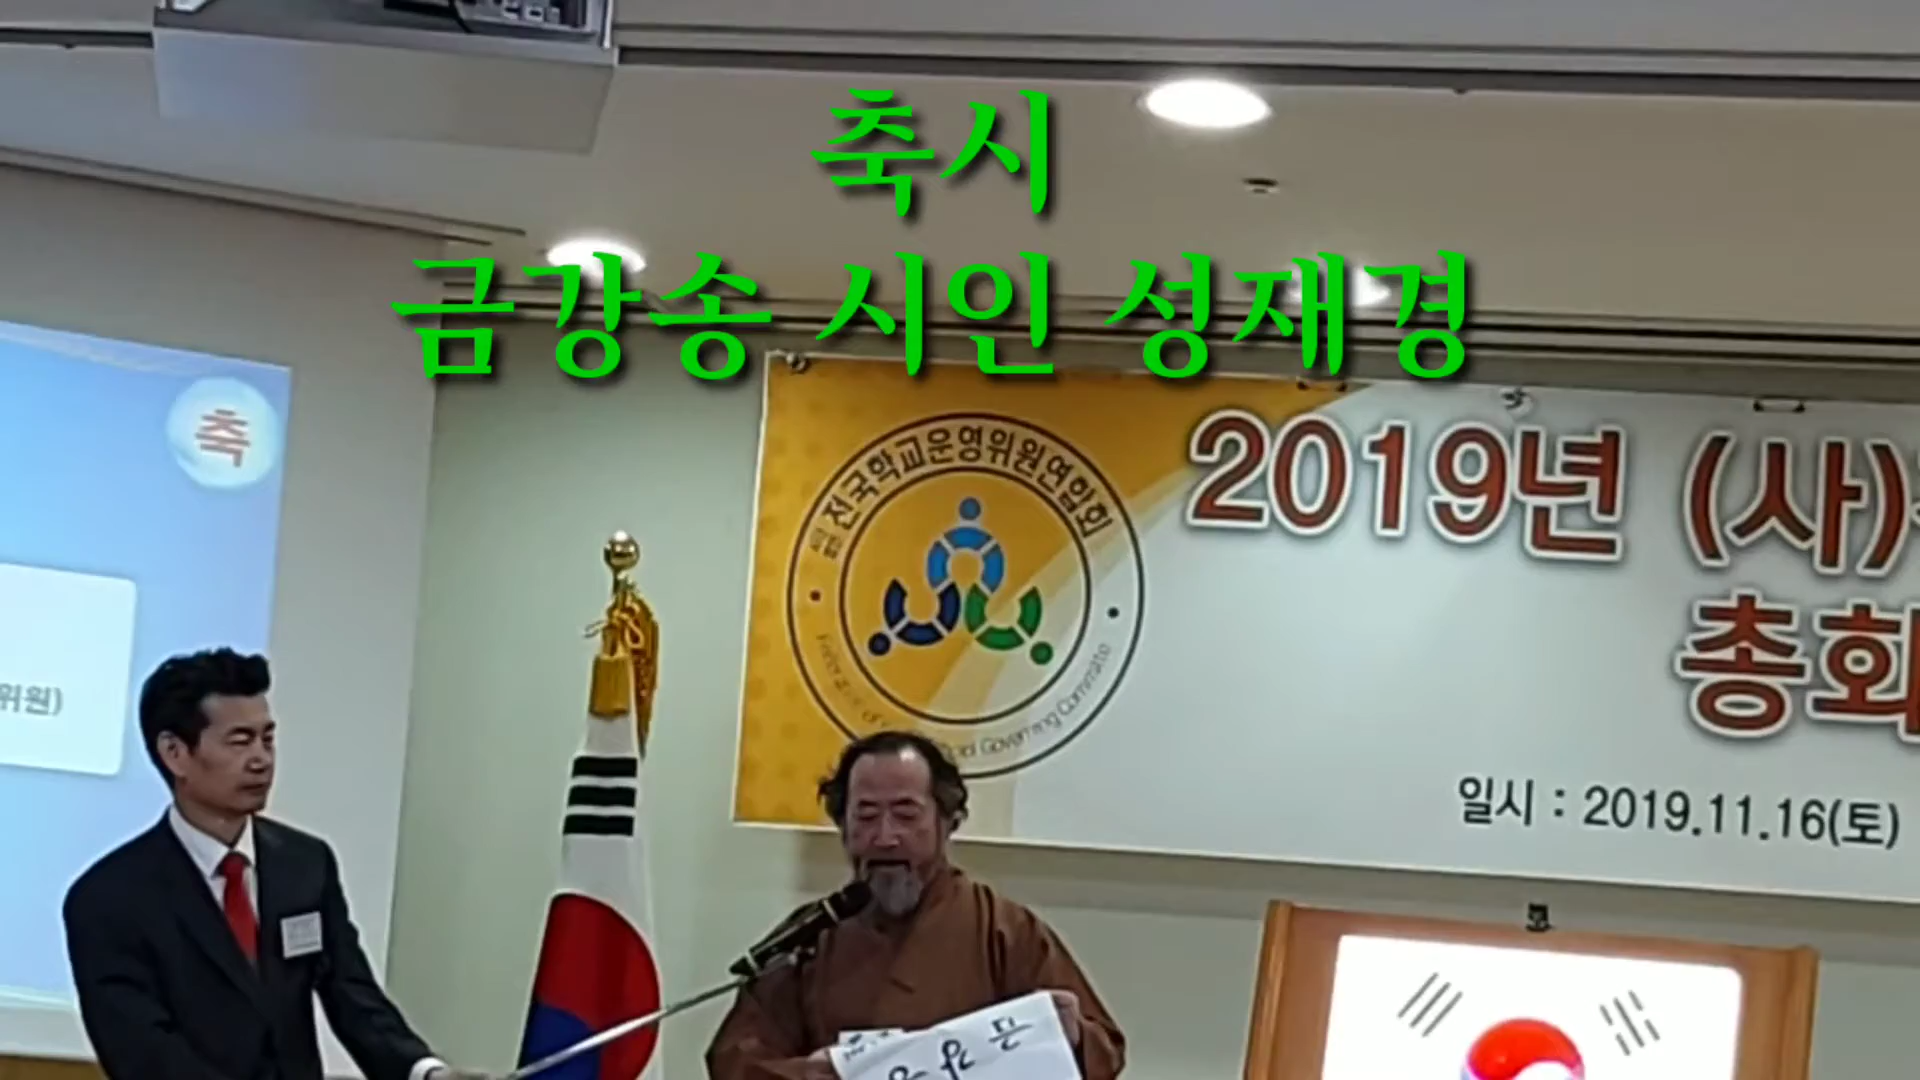 축시
금강송 시인 성재경
축
전국학교운영위원연합회
2019년 (사)
총회
일시 : 2019.11.16(토)
위원)
Governing Committe